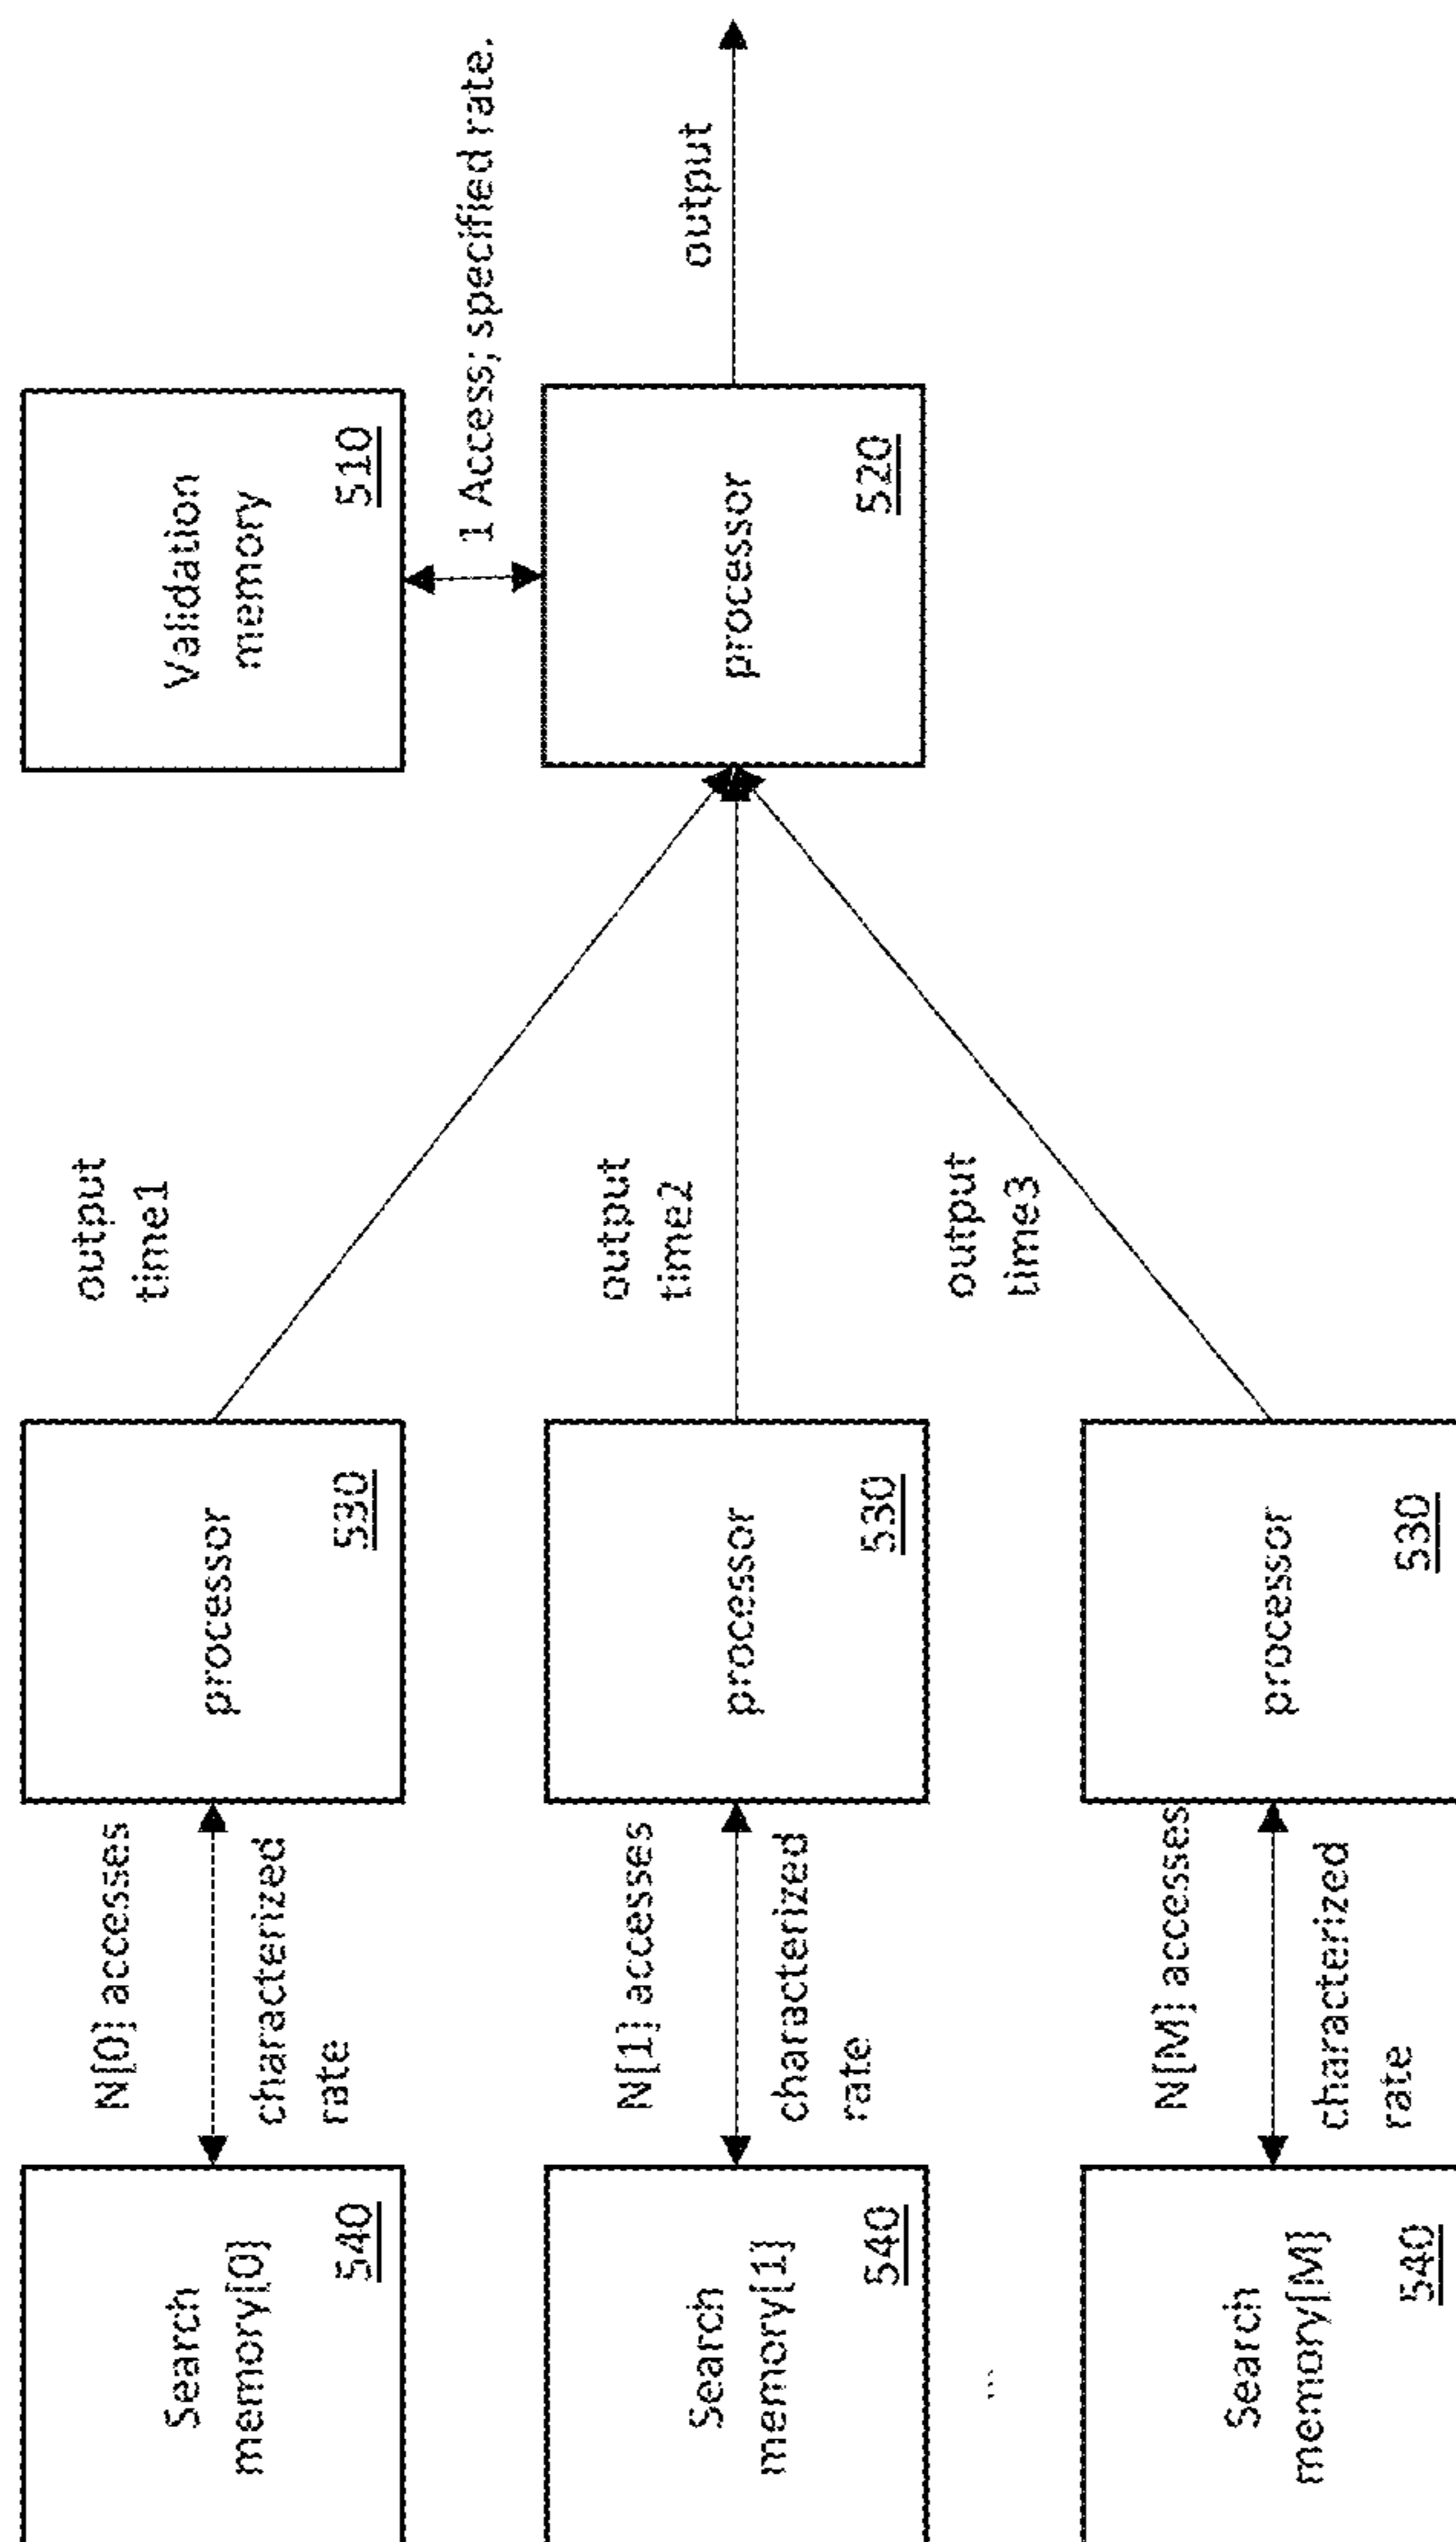 Search
memory[0]
540
N[0] accesses
characterized
rate
processor
530
output
time1
Validation
memory
510
1 Access; specified rate.
Search
memory[1]
540
N[1] accesses
characterized
rate
processor
530
output
time2
processor
520
output
...
Search
memory[M]
540
N[M] accesses
characterized
rate
processor
530
output
time3